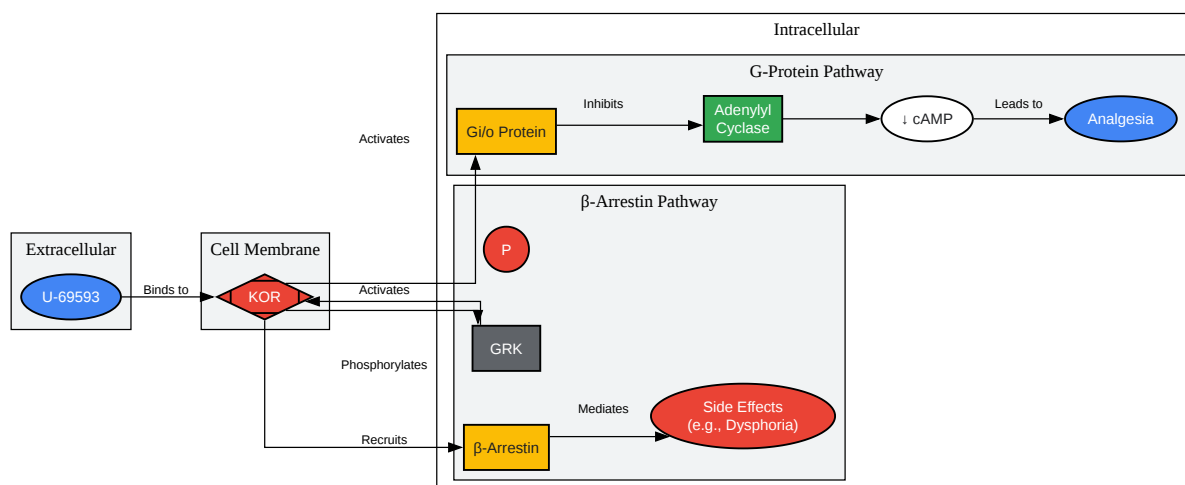 Intracellular
G-Protein Pathway
Inhibits
Adenylyl
Cyclase
Leads to
Gi/o Protein
↓ cAMP
Analgesia
Activates
β-Arrestin Pathway
P
Extracellular
Cell Membrane
U-69593
Binds to
KOR
Activates
GRK
Phosphorylates
Mediates
Side Effects
(e.g., Dysphoria)
Recruits
β-Arrestin